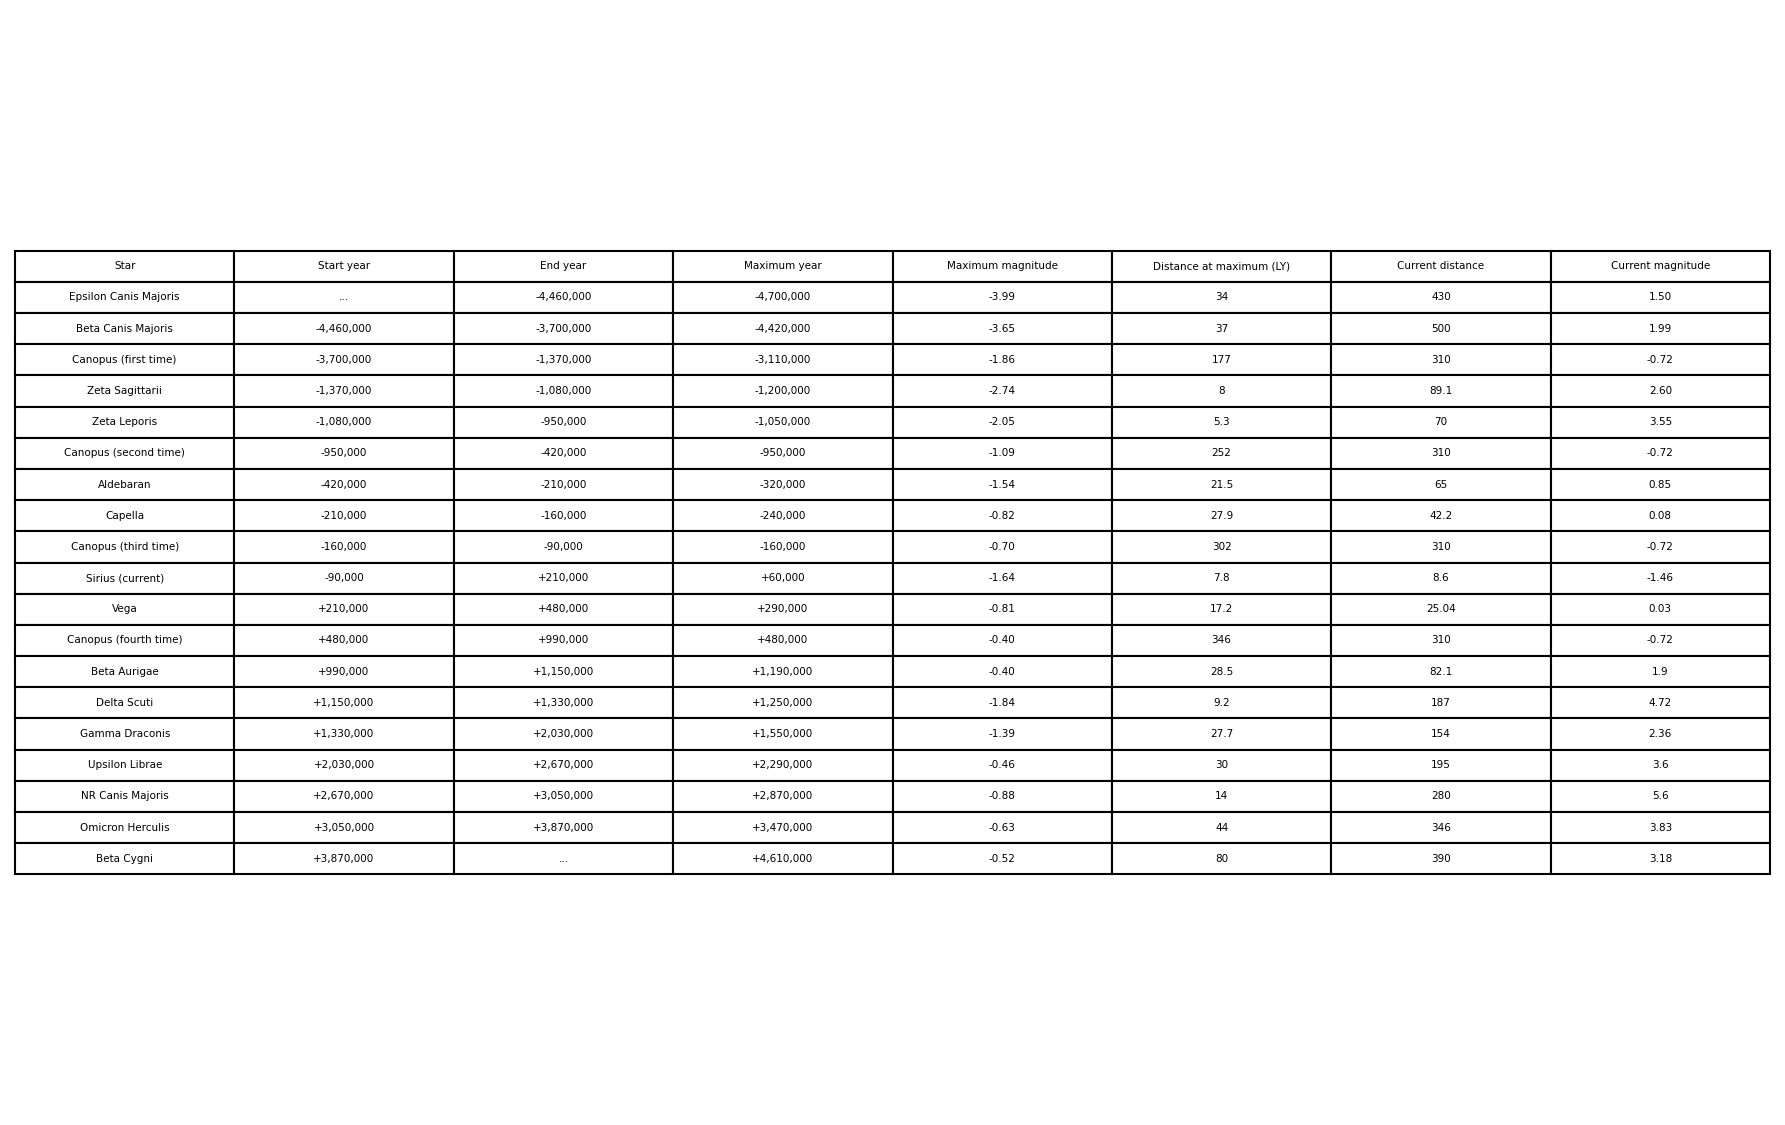 Star Start year End year Maximum year Maximum magnitude Distance at maximum (LY) Current distance Current magnitude
Epsilon Canis Majoris ... -4,460,000 -4,700,000 -3.99 34 430 1.50
Beta Canis Majoris -4,460,000 -3,700,000 -4,420,000 -3.65 37 500 1.99
Canopus (first time) -3,700,000 -1,370,000 -3,110,000 -1.86 177 310 -0.72
Zeta Sagittarii -1,370,000 -1,080,000 -1,200,000 -2.74 8 89.1 2.60
Zeta Leporis -1,080,000 -950,000 -1,050,000 -2.05 5.3 70 3.55
Canopus (second time) -950,000 -420,000 -950,000 -1.09 252 310 -0.72
Aldebaran -420,000 -210,000 -320,000 -1.54 21.5 65 0.85
Capella -210,000 -160,000 -240,000 -0.82 27.9 42.2 0.08
Canopus (third time) -160,000 -90,000 -160,000 -0.70 302 310 -0.72
Sirius (current) -90,000 +210,000 +60,000 -1.64 7.8 8.6 -1.46
Vega +210,000 +480,000 +290,000 -0.81 17.2 25.04 0.03
Canopus (fourth time) +480,000 +990,000 +480,000 -0.40 346 310 -0.72
Beta Aurigae +990,000 +1,150,000 +1,190,000 -0.40 28.5 82.1 1.9
Delta Scuti +1,150,000 +1,330,000 +1,250,000 -1.84 9.2 187 4.72
Gamma Draconis +1,330,000 +2,030,000 +1,550,000 -1.39 27.7 154 2.36
Upsilon Librae +2,030,000 +2,670,000 +2,290,000 -0.46 30 195 3.6
NR Canis Majoris +2,670,000 +3,050,000 +2,870,000 -0.88 14 280 5.6
Omicron Herculis +3,050,000 +3,870,000 +3,470,000 -0.63 44 346 3.83
Beta Cygni +3,870,000 ... +4,610,000 -0.52 80 390 3.18